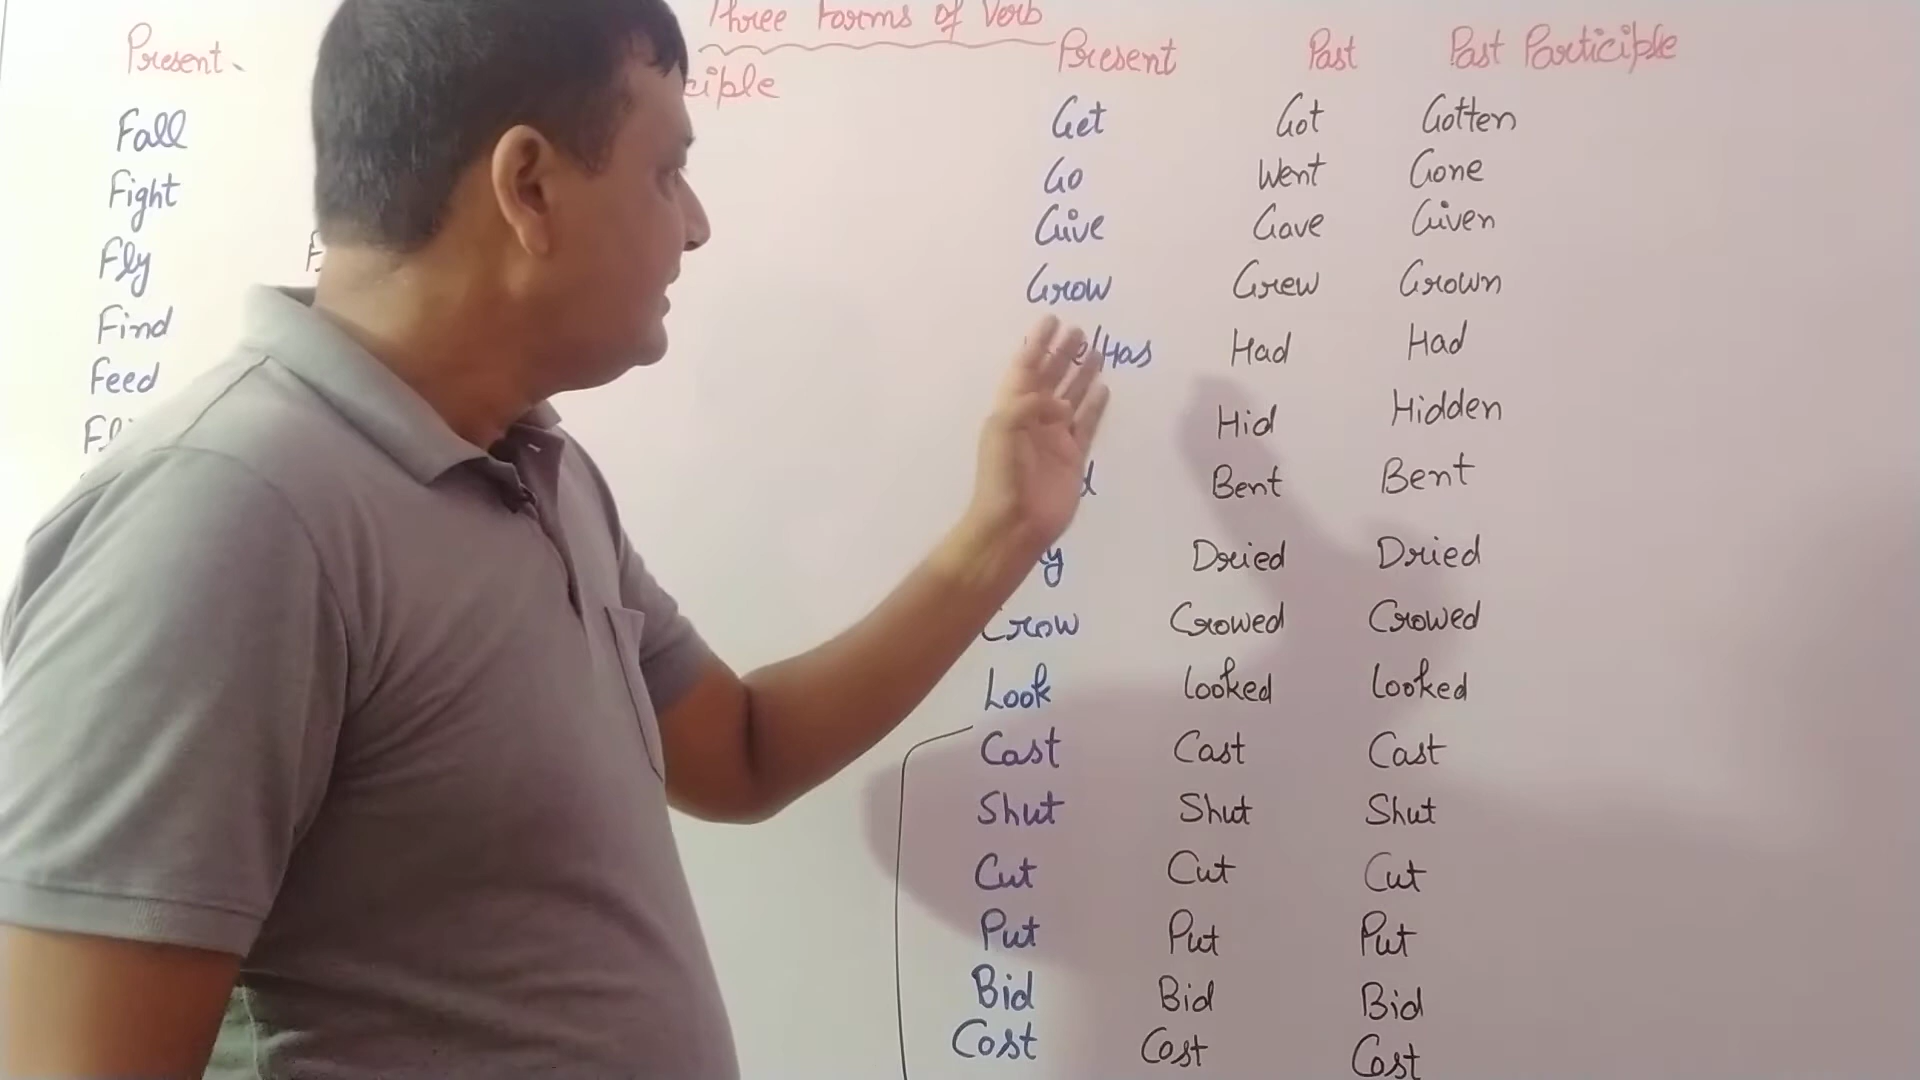 Three Forms of Verb
Present
Fall
Fight
Fly
Find
Feed
Present Past Past Participle
Get Got Gotten
Go Went Gone
Give Gave Given
Grow Grew Grown
/Has Had Had
Hid Hidden
Bent Bent
Dried Dried
Crow Crowed Crowed
Look Looked Looked
Cast Cast Cast
Shut Shut Shut
Cut Cut Cut
Put Put Put
Bid Bid Bid
Cost Cost Cost